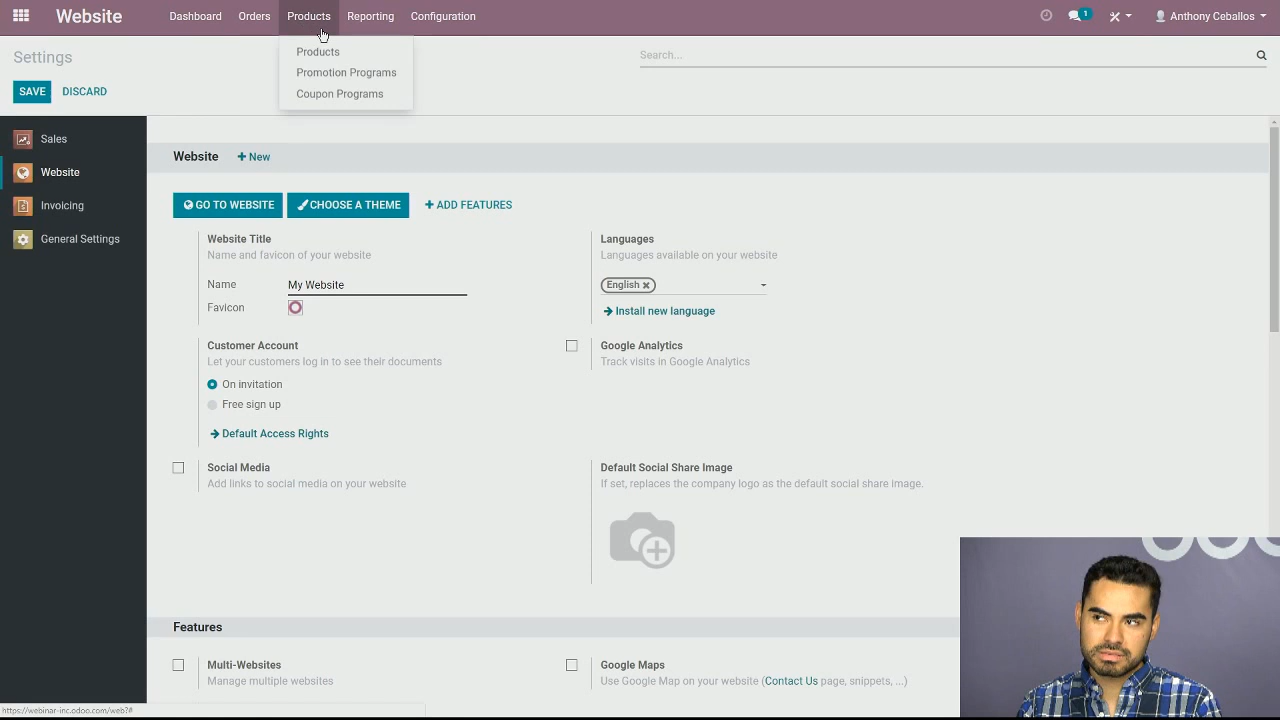 Website Dashboard Orders Products Reporting Configuration 1 Anthony Ceballos
Settings Search...
SAVE DISCARD
Products
Promotion Programs
Coupon Programs
Sales
Website
Invoicing
General Settings
Website + New
GO TO WEBSITE CHOOSE A THEME + ADD FEATURES
Website Title
Name and favicon of your website
Name My Website
Favicon
Languages
Languages available on your website
English
Install new language
Customer Account
Let your customers log in to see their documents
On invitation
Free sign up
Default Access Rights
Google Analytics
Track visits in Google Analytics
Social Media
Add links to social media on your website
Default Social Share Image
If set, replaces the company logo as the default social share image.
Features
Multi-Websites
Manage multiple websites
Google Maps
Use Google Map on your website (Contact Us page, snippets, ...)
https://webinar-inc.odoo.com/web?#